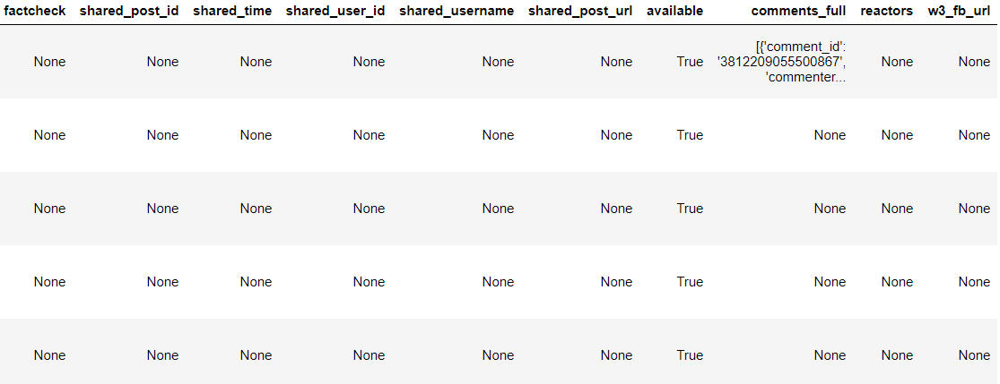 factcheck shared_post_id shared_time shared_user_id shared_username shared_post_url available comments_full reactors w3_fb_url
[{'comment_id':
None None None None None None True '3812209055500867', None None
'commenter...
None None None None None None True None None None
None None None None None None True None None None
None None None None None None True None None None
None None None None None None True None None None